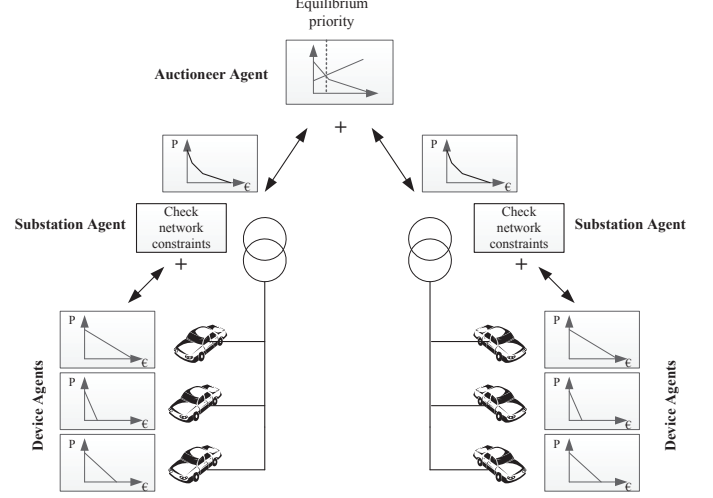 Equilibrium
priority
Auctioneer Agent
+
P
€
P
€
Substation Agent
Check
network
constraints
+
Check
network
constraints
+
Substation Agent
Device Agents
P
€
P
€
P
€
P
€
P
€
P
€
Device Agents